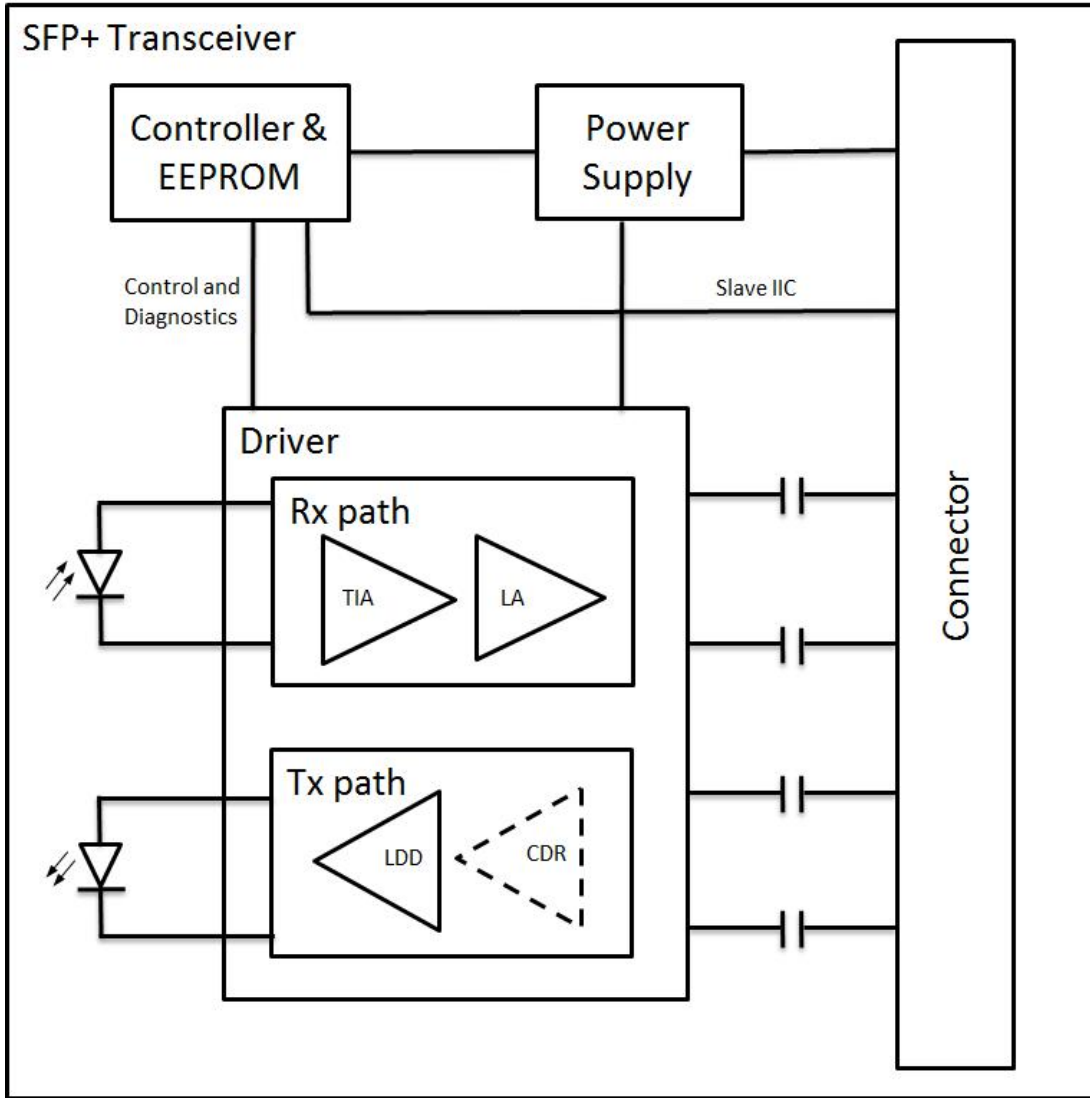 SFP+ Transceiver
Controller &
EEPROM
Power
Supply
Control and
Diagnostics
Slave IIC
Driver
Rx path
TIA
LA
Tx path
LDD
CDR
Connector